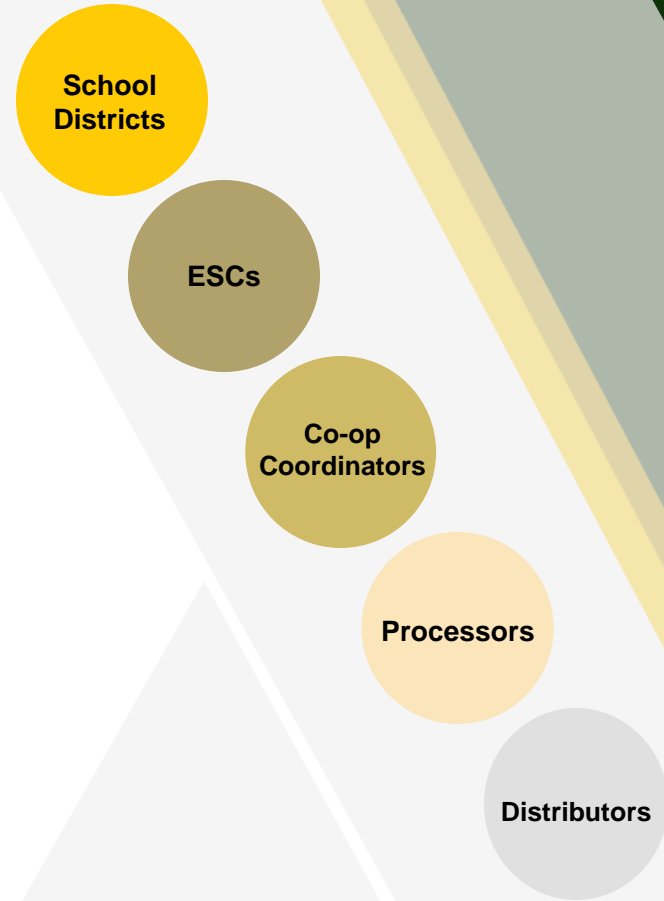 School
Districts
ESCs
Co-op
Coordinators
Processors
Distributors